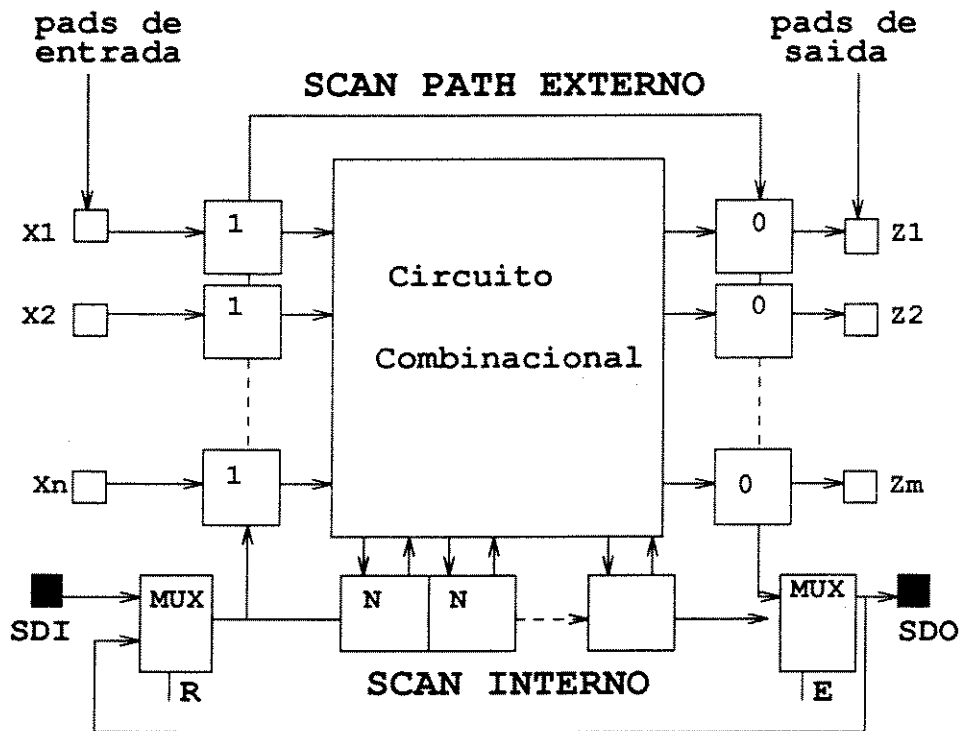 pads de
entrada
pads de
saida
SCAN PATH EXTERNO
X1
1
0
Z1
X2
1
0
Z2
Circuito
Combinacional
Xn
1
0
Zm
SDI
MUX
R
N
N
MUX
E
SDO
SCAN INTERNO